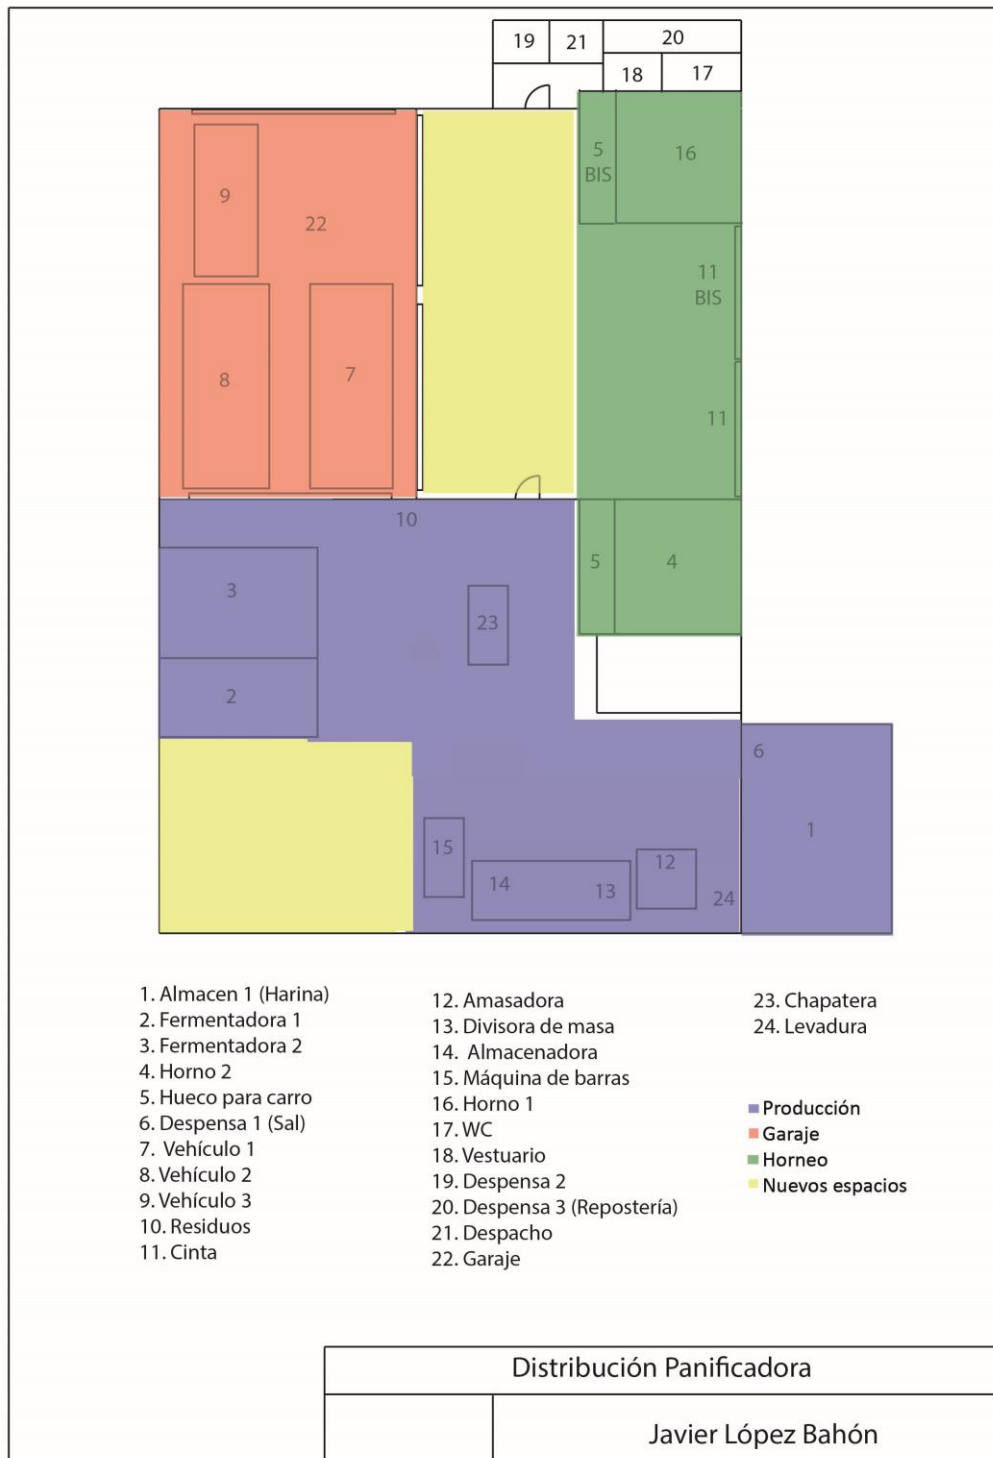 19
21
20
18
17
5
BIS
16
9
22
11
BIS
8
7
11
10
3
5
4
23
2
6
1
15
14
13
12
24
1. Almacen 1 (Harina)
2. Fermentadora 1
3. Fermentadora 2
4. Horno 2
5. Hueco para carro
6. Despensa 1 (Sal)
7. Vehículo 1
8. Vehículo 2
9. Vehículo 3
10. Residuos
11. Cinta
12. Amasadora
13. Divisora de masa
14. Almacenadora
15. Máquina de barras
16. Horno 1
17. WC
18. Vestuario
19. Despensa 2
20. Despensa 3 (Repostería)
21. Despacho
22. Garaje
23. Chapatera
24. Levadura
Producción
Garaje
Horneo
Nuevos espacios
Distribución Panificadora
Javier López Bahón